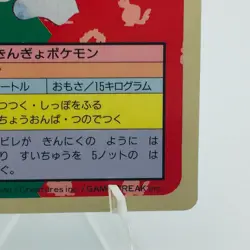 きんぎょポケモン
ートル おもさ/15キログラム
つつく・しっぽをふる
ちょうおんぱ・つのでつく
ビレが きんにくの ように は
り すいちゅうを 5ノットの は
GAME FREAK inc.